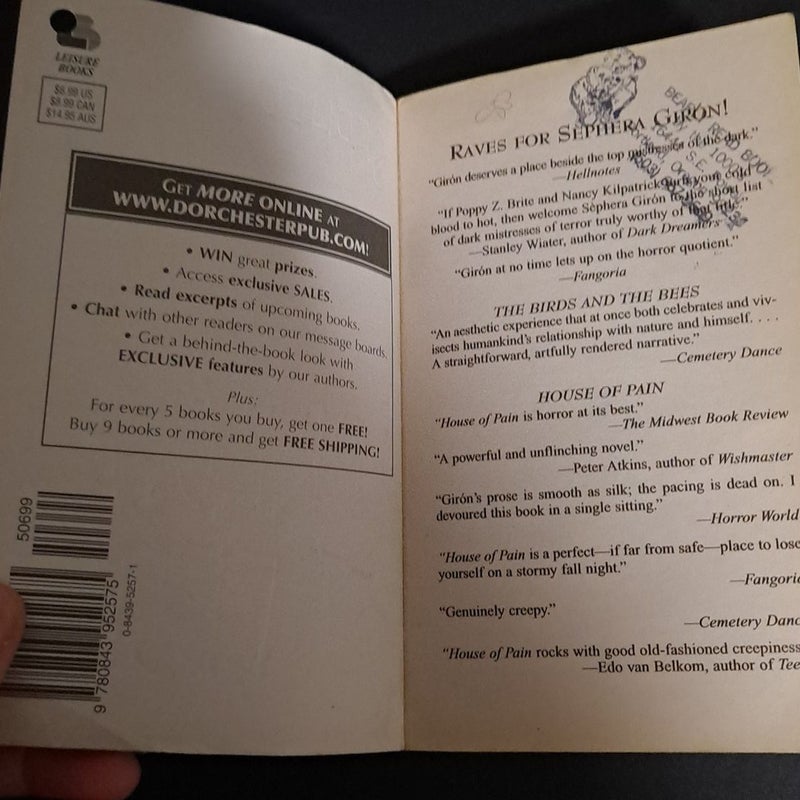 LEISURE
BOOKS
$6.99 US
$8.99 CAN
$14.95 AUS
GET MORE ONLINE AT
WWW.DORCHESTERPUB.COM!
• WIN great prizes.
• Access exclusive SALES.
• Read excerpts of upcoming books.
• Chat with other readers on our message boards.
• Get a behind-the-book look with
EXCLUSIVE features by our authors.
Plus:
For every 5 books you buy, get one FREE!
Buy 9 books or more and get FREE SHIPPING!
50699
9 780843 952575
0-8439-5257-1
RAVES FOR SÈPHERA GIRÓN!
“Girón deserves a place beside the top mistresses of the dark.”
—Hellnotes
“If Poppy Z. Brite and Nancy Kilpatrick turn your cold
blood to hot, then welcome Sèphera Girón to the short list
of dark mistresses of terror truly worthy of that title.”
—Stanley Wiater, author of Dark Dreamers
“Girón at no time lets up on the horror quotient.”
—Fangoria
THE BIRDS AND THE BEES
“An aesthetic experience that at once both celebrates and viv-
isects humankind's relationship with nature and himself. . . .
A straightforward, artfully rendered narrative.”
—Cemetery Dance
HOUSE OF PAIN
“House of Pain is horror at its best.”
—The Midwest Book Review
“A powerful and unflinching novel.”
—Peter Atkins, author of Wishmaster
“Girón's prose is smooth as silk; the pacing is dead on. I
devoured this book in a single sitting.”
—Horror World
“House of Pain is a perfect—if far from safe—place to lose
yourself on a stormy fall night.”
—Fangoria
“Genuinely creepy.”
—Cemetery Danc
“House of Pain rocks with good old-fashioned creepiness
—Edo van Belkom, author of Tee